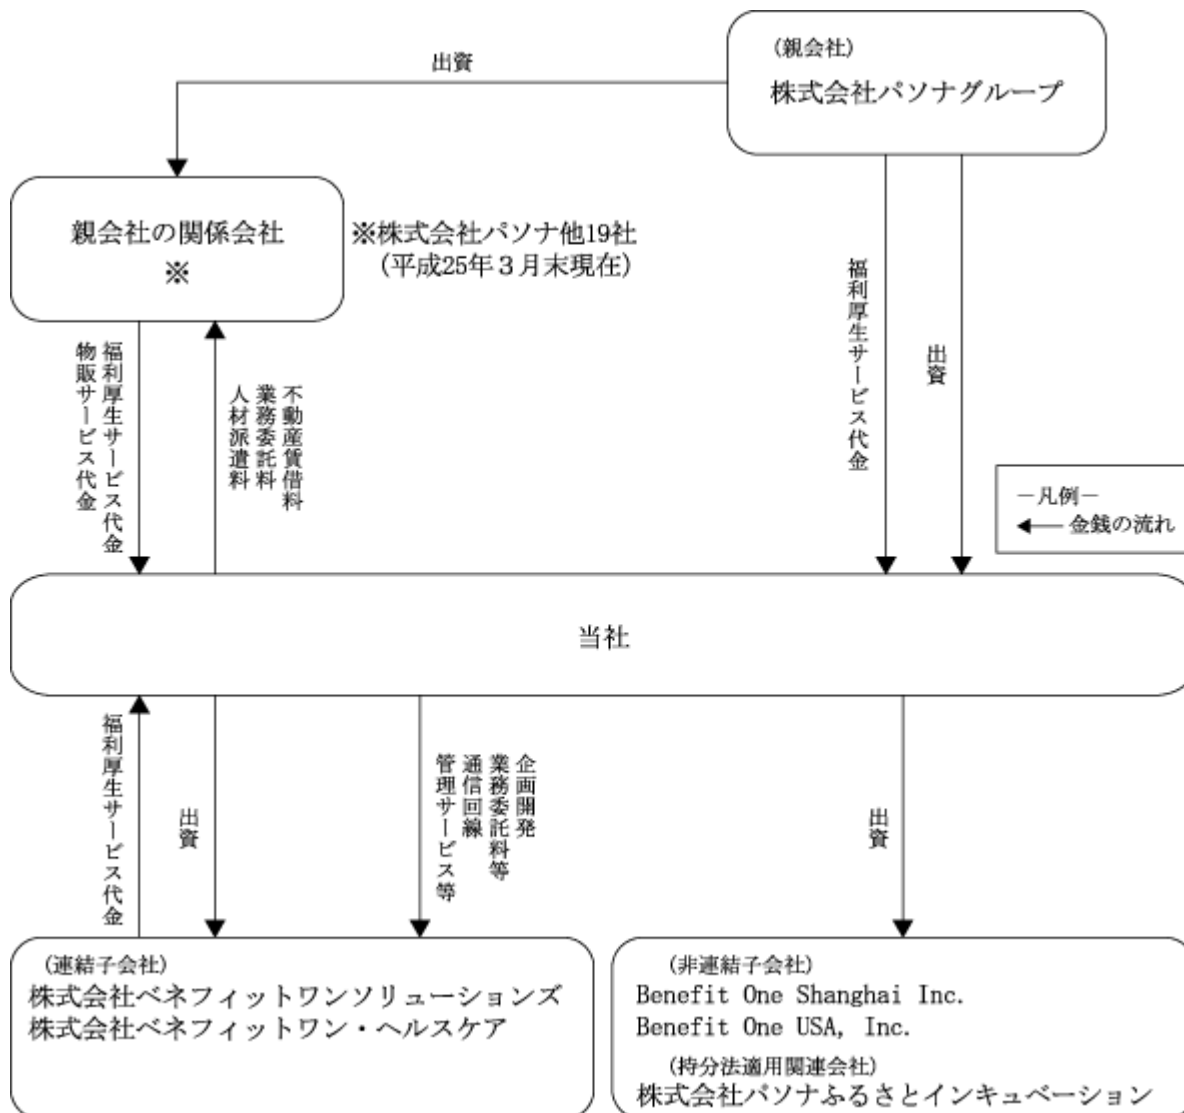 (親会社)
株式会社パソナグループ
出資
親会社の関係会社
※
※株式会社パソナ他19社
(平成25年3月末現在)
福利厚生サービス代金
物販サービス代金
不動産賃借料
業務委託料
人材派遣料
福利厚生サービス代金
出資
－凡例－
金銭の流れ
当社
福利厚生サービス代金
出資
企画開発
業務委託料等
通信回線
管理サービス等
出資
(連結子会社)
株式会社ベネフィットワンソリューションズ
株式会社ベネフィットワン・ヘルスケア
(非連結子会社)
Benefit One Shanghai Inc.
Benefit One USA, Inc.
(持分法適用関連会社)
株式会社パソナふるさとインキュベーション